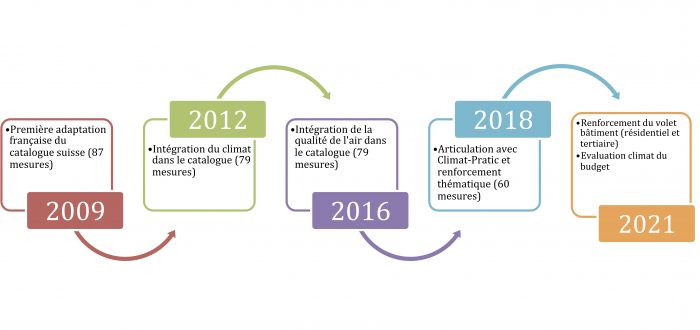 •Première adaptation
française du
catalogue suisse (87
mesures)
2009
2012
•Intégration du climat
dans le catalogue (79
mesures)
•Intégration de la
qualité de l'air dans
le catalogue (79
mesures)
2016
2018
•Articulation avec
Climat-Pratic et
renforcement
thématique (60
mesures)
•Renforcement du volet
bâtiment (résidentiel et
tertiaire)
•Evaluation climat du
budget
2021